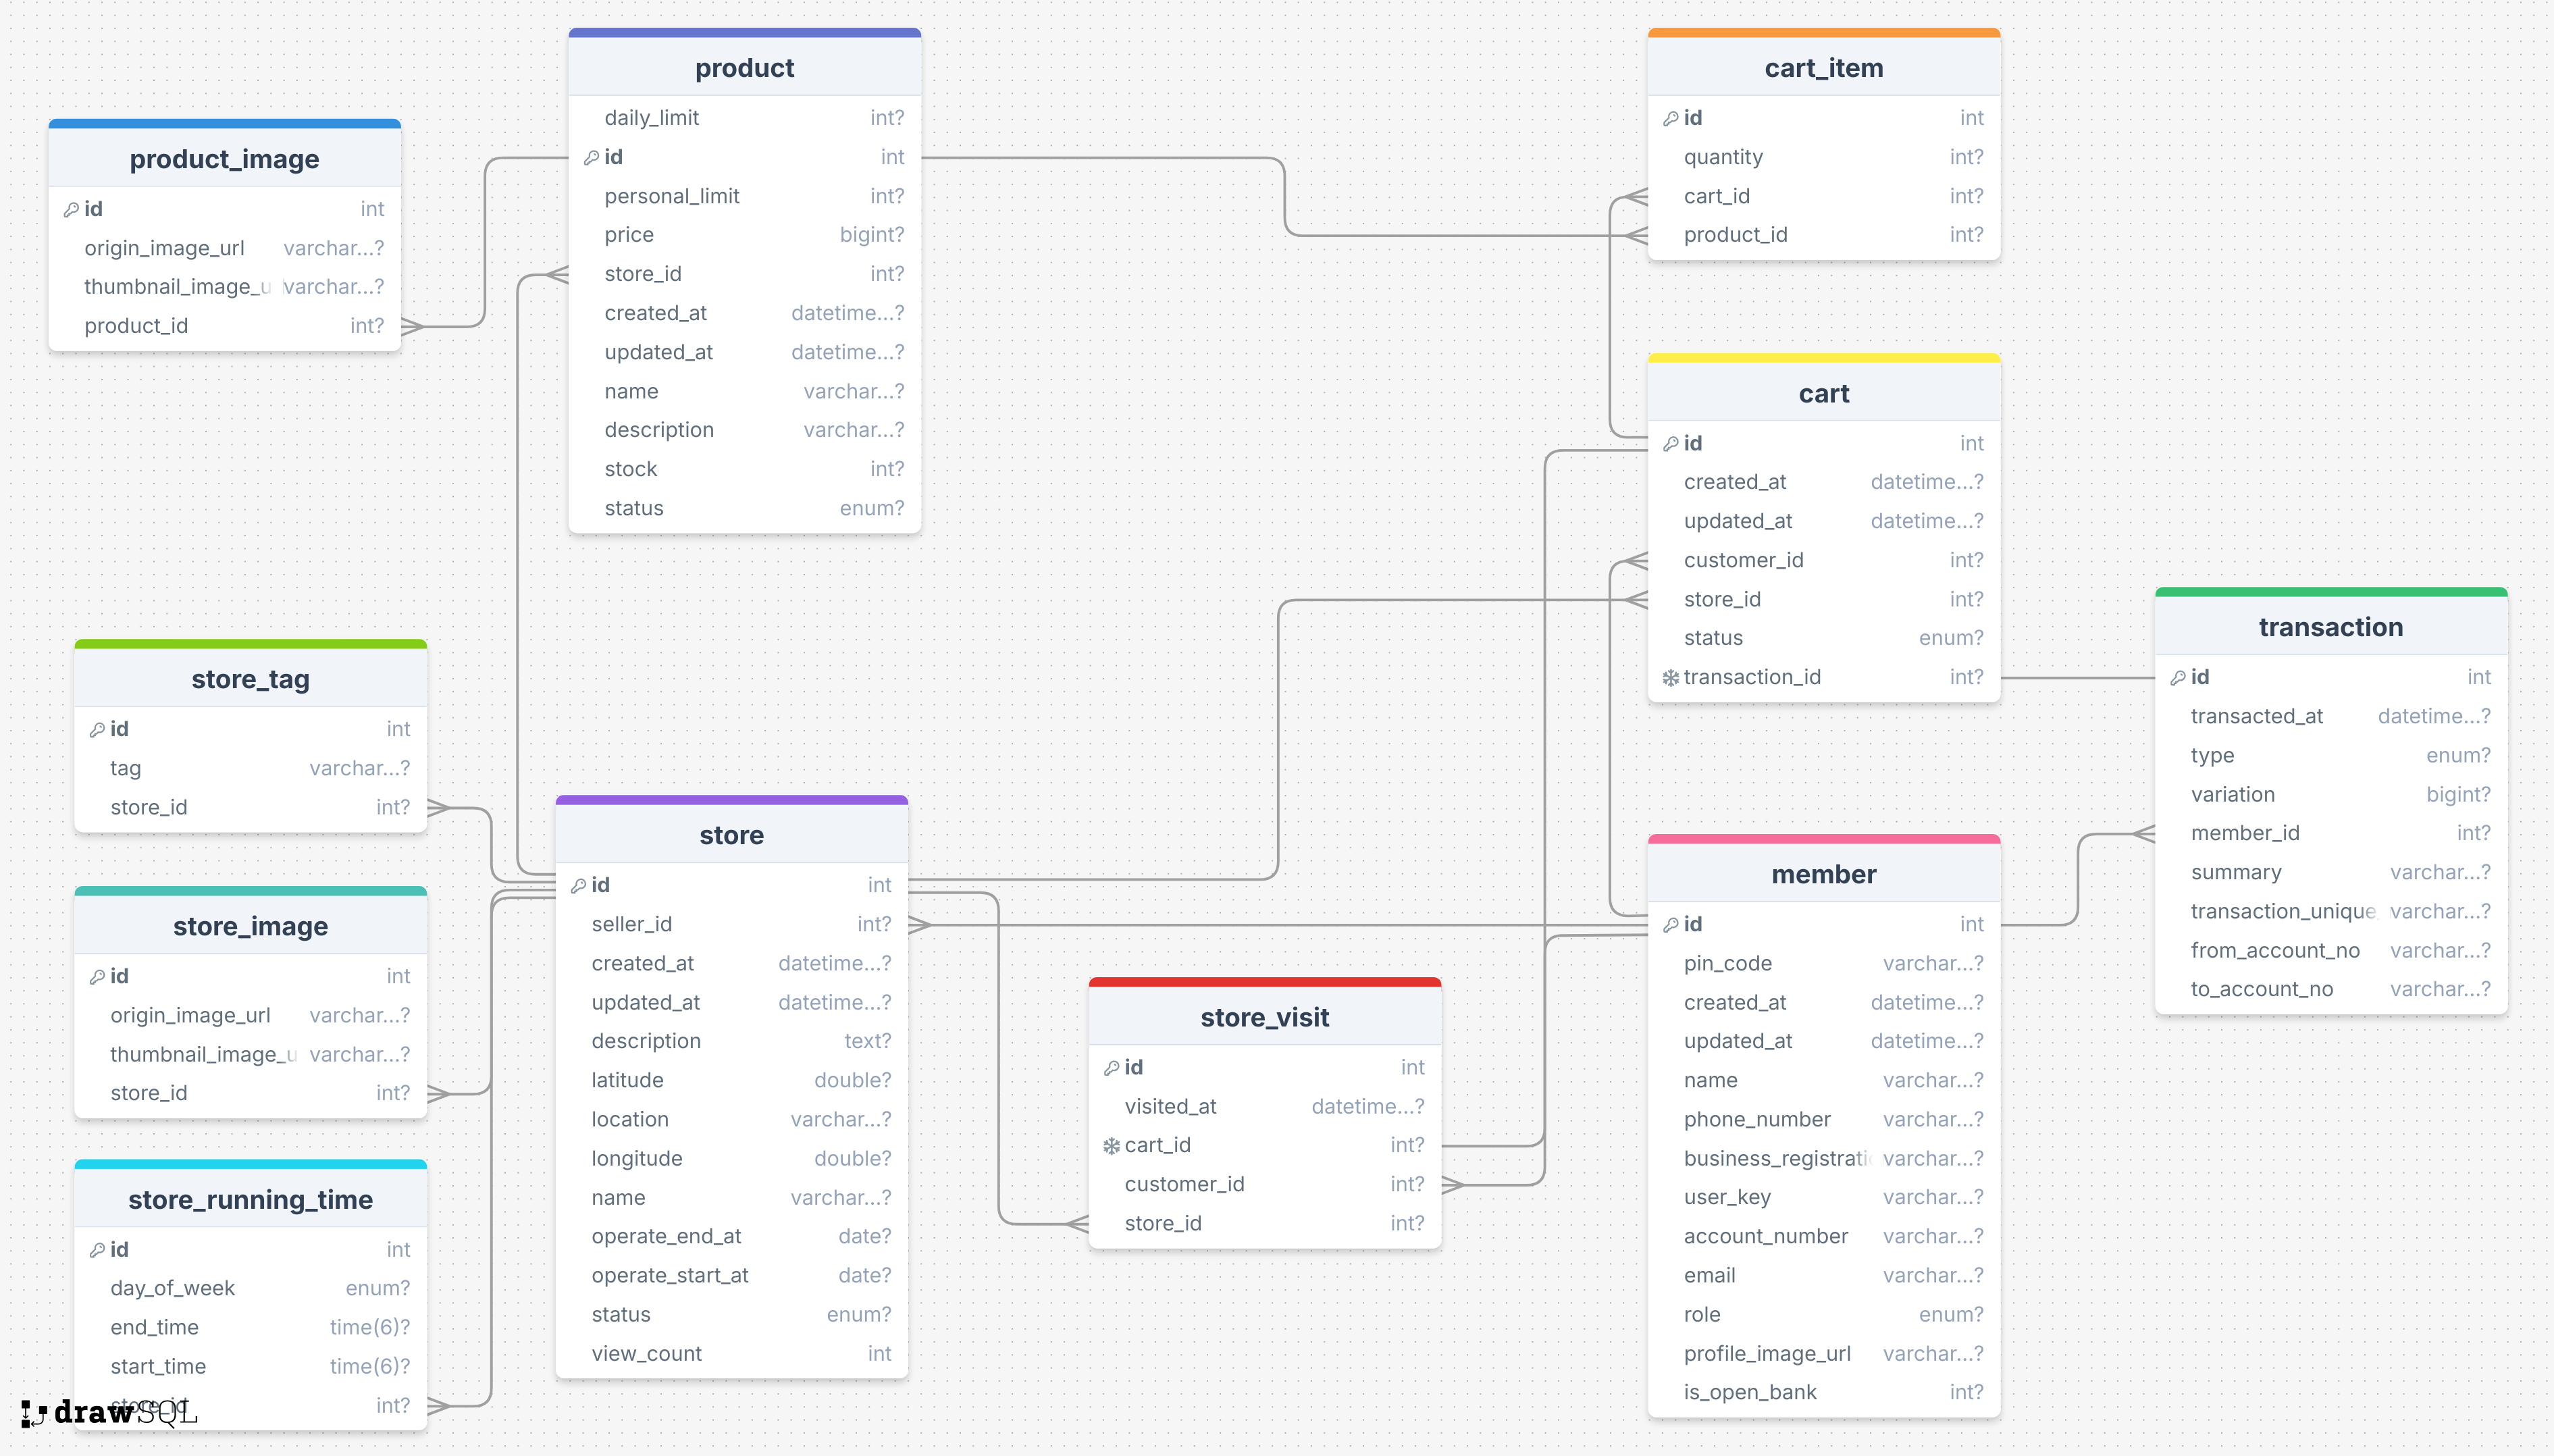 product
daily_limit int?
id int
personal_limit int?
price bigint?
store_id int?
created_at datetime...?
updated_at datetime...?
name varchar...?
description varchar...?
stock int?
status enum?
product_image
id int
origin_image_url varchar...?
thumbnail_image_u varchar...?
product_id int?
cart_item
id int
quantity int?
cart_id int?
product_id int?
cart
id int
created_at datetime...?
updated_at datetime...?
customer_id int?
store_id int?
status enum?
transaction_id int?
transaction
id int
transacted_at datetime...?
type enum?
variation bigint?
member_id int?
summary varchar...?
transaction_unique varchar...?
from_account_no varchar...?
to_account_no varchar...?
store_tag
id int
tag varchar...?
store_id int?
store
id int
seller_id int?
created_at datetime...?
updated_at datetime...?
description text?
latitude double?
location varchar...?
longitude double?
name varchar...?
operate_end_at date?
operate_start_at date?
status enum?
view_count int
store_image
id int
origin_image_url varchar...?
thumbnail_image_u varchar...?
store_id int?
member
id int
pin_code varchar...?
created_at datetime...?
updated_at datetime...?
name varchar...?
phone_number varchar...?
business_registrati varchar...?
user_key varchar...?
account_number varchar...?
email varchar...?
role enum?
profile_image_url varchar...?
is_open_bank int?
store_visit
id int
visited_at datetime...?
cart_id int?
customer_id int?
store_id int?
store_running_time
id int
day_of_week enum?
end_time time(6)?
start_time time(6)?
store_id int?
drawSQL